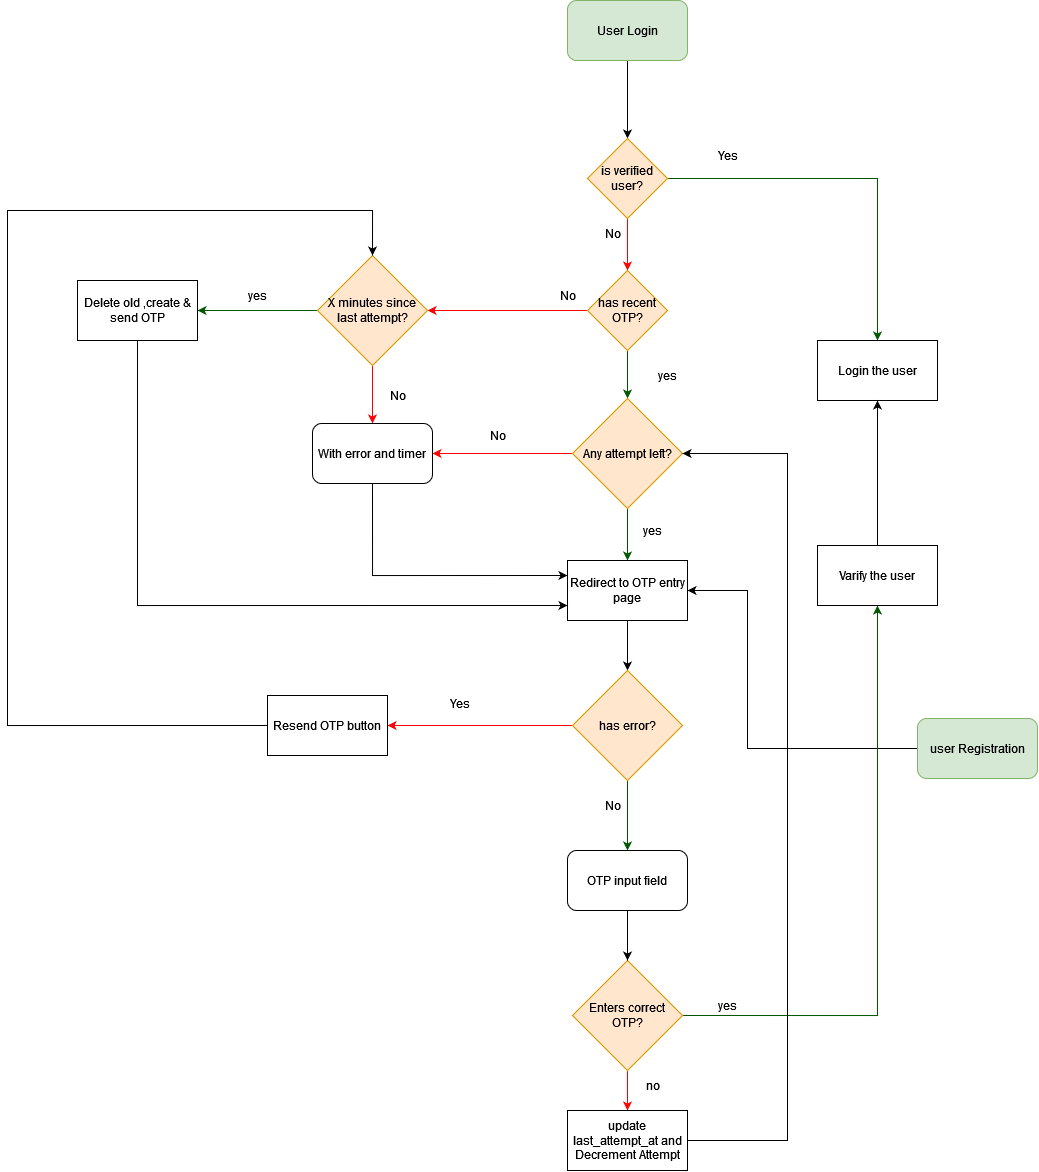 User Login
is verified
user?
Yes
No
has recent
OTP?
No
X minutes since
last attempt?
yes
Delete old ,create &
send OTP
yes
No
Login the user
Any attempt left?
No
With error and timer
yes
Redirect to OTP entry
page
Varify the user
has error?
Yes
Resend OTP button
user Registration
No
OTP input field
Enters correct
OTP?
yes
no
update
last_attempt_at and
Decrement Attempt